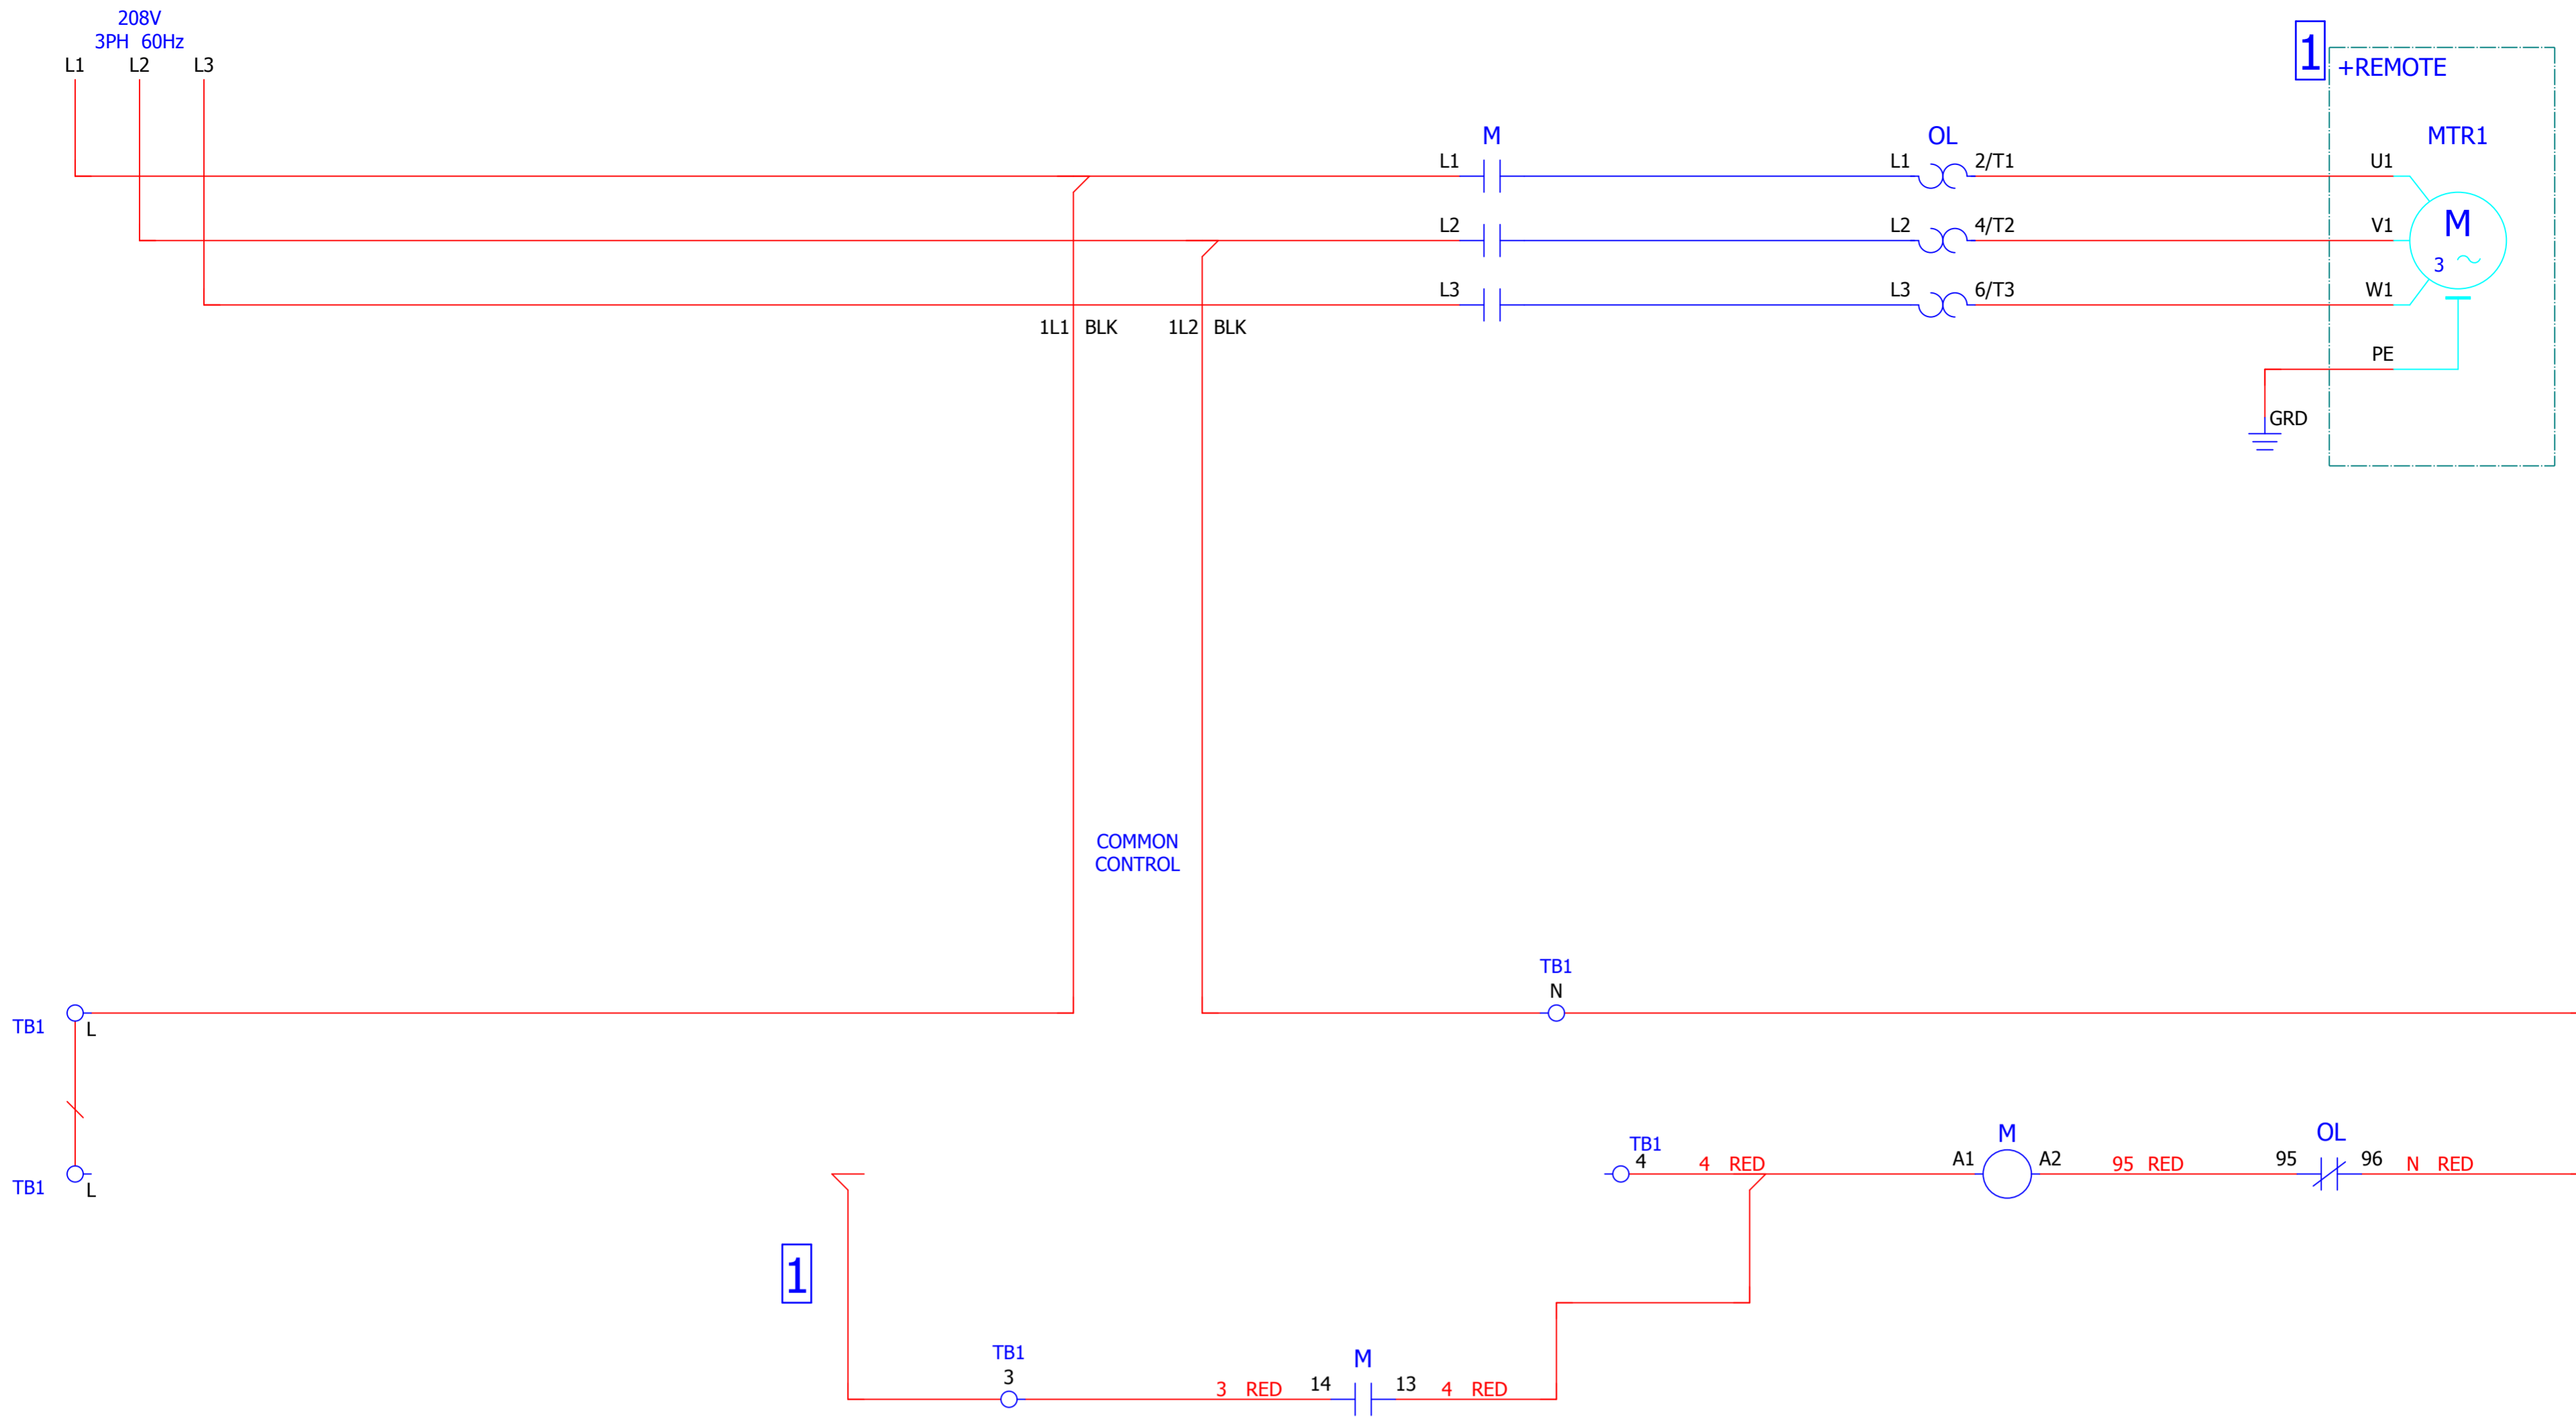 208V
3PH 60Hz
L1 L2 L3
1
+REMOTE
M OL MTR1
L1 L1 2/T1 U1
L2 L2 4/T2 V1
M
3
L3 L3 6/T3 W1
1L1 BLK 1L2 BLK
PE
GRD
COMMON
CONTROL
TB1
N
TB1 L
TB1
4 4 RED
M
A1 A2
95 RED
OL
95 96
N RED
TB1 L
1
TB1
3
3 RED
M
14 13
4 RED